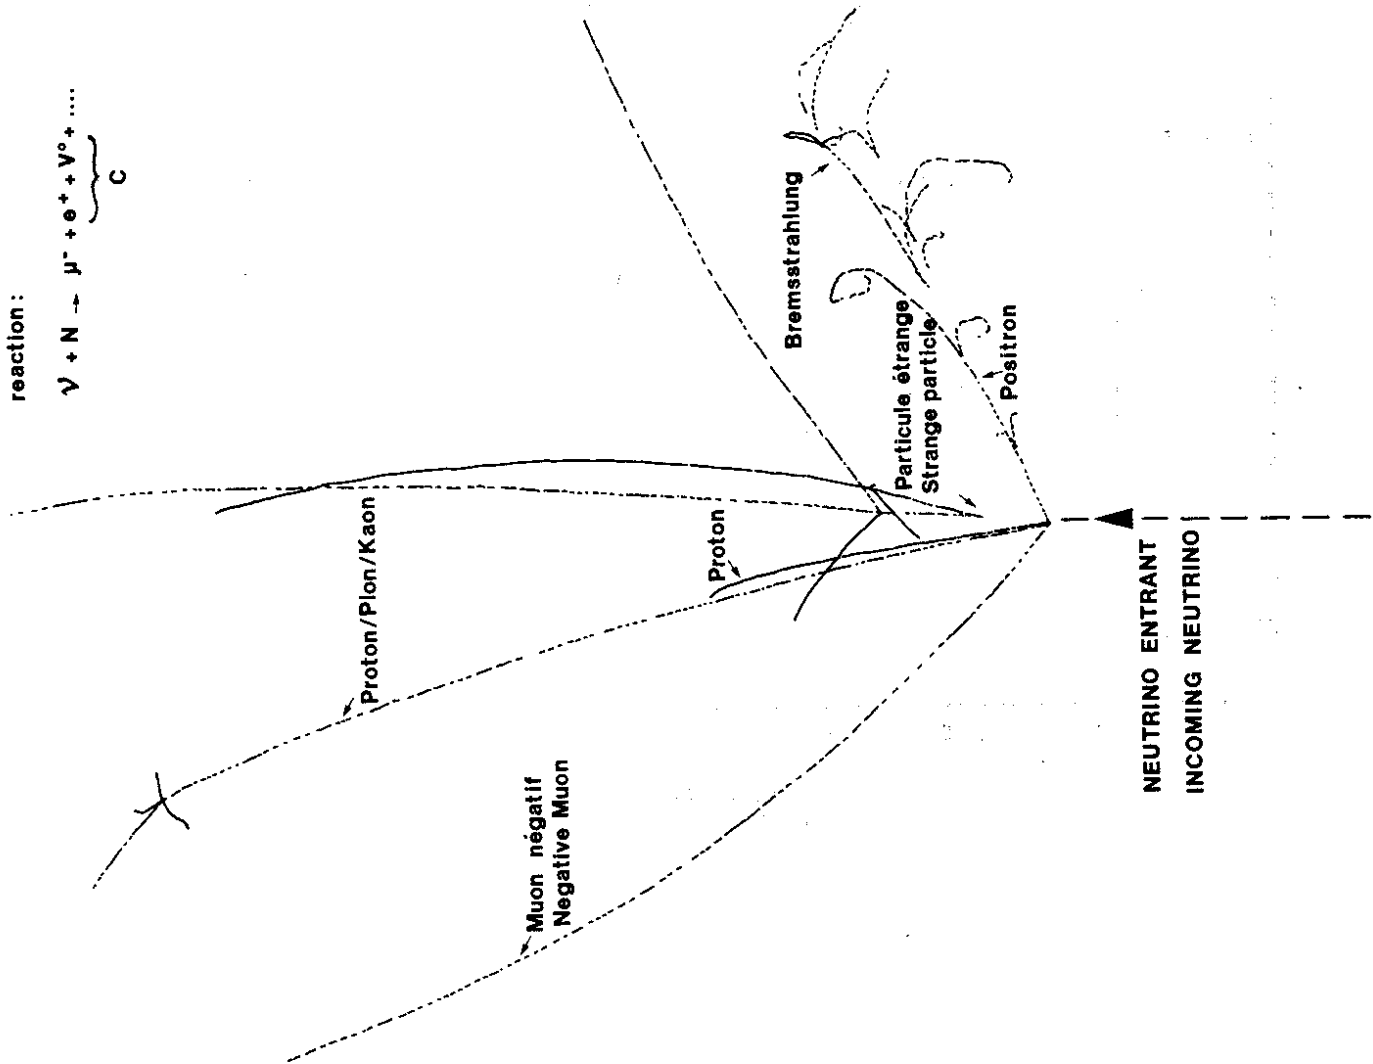 reaction:
ν + N → μ⁻ + e⁺ + V⁰ + ....
C
Bremsstrahlung
Particule étrange
Strange particle
Positron
Proton/Pion/Kaon
Proton
Muon négatif
Negative Muon
NEUTRINO ENTRANT
INCOMING NEUTRINO